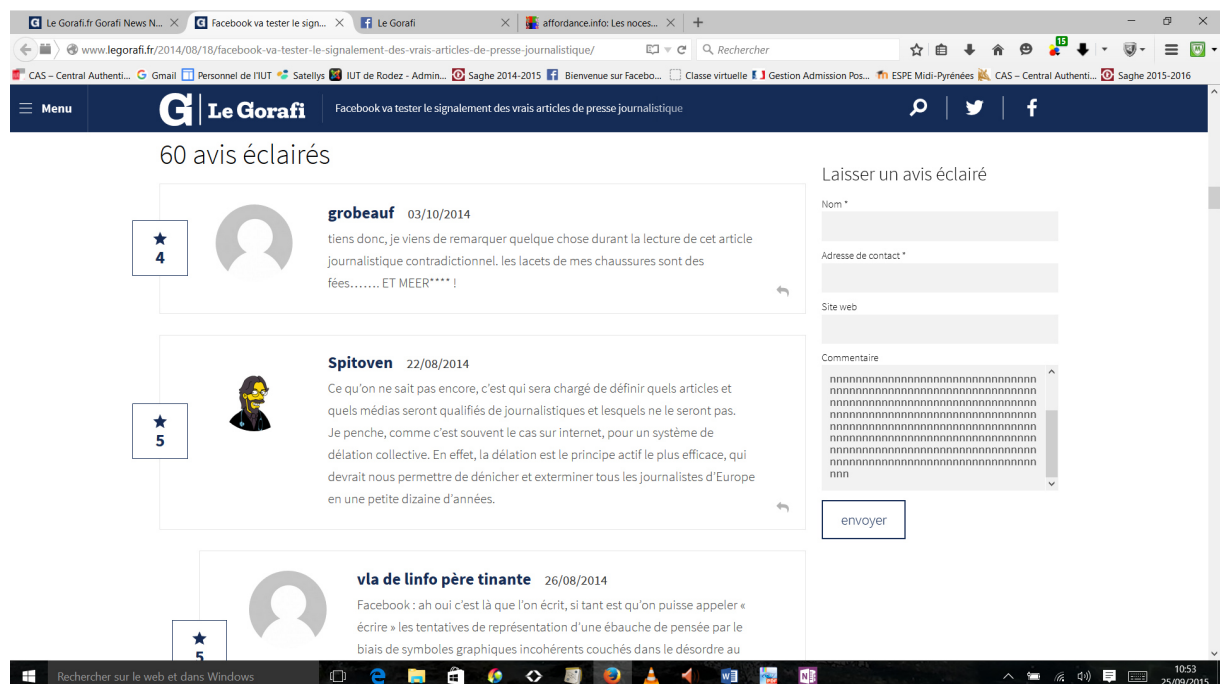 Le Gorafi.fr Gorafi News N...
Facebook va tester le sign...
Le Gorafi
affordance.info: Les noces...
www.legorafi.fr/2014/08/18/facebook-va-tester-le-signalement-des-vrais-articles-de-presse-journalistique/
Rechercher
15
CAS – Central Authenti... Gmail Personnel de l'IUT Satellys IUT de Rodez - Admin... Saghe 2014-2015 Bienvenue sur Facebo... Classe virtuelle Gestion Admission Pos... ESPE Midi-Pyrénées CAS – Central Authenti... Saghe 2015-2016
Menu
G Le Gorafi
Facebook va tester le signalement des vrais articles de presse journalistique
60 avis éclairés
4
grobeauf 03/10/2014
tiens donc, je viens de remarquer quelque chose durant la lecture de cet article
journalistique contradictionnel. les lacets de mes chaussures sont des
fées....... ET MEER**** !
5
Spitoven 22/08/2014
Ce qu'on ne sait pas encore, c'est qui sera chargé de définir quels articles et
quels médias seront qualifiés de journalistiques et lesquels ne le seront pas.
Je penche, comme c'est souvent le cas sur internet, pour un système de
délation collective. En effet, la délation est le principe actif le plus efficace, qui
devrait nous permettre de dénicher et exterminer tous les journalistes d'Europe
en une petite dizaine d'années.
5
vla de linfo père tinante 26/08/2014
Facebook : ah oui c'est là que l'on écrit, si tant est qu'on puisse appeler «
écrire » les tentatives de représentation d'une ébauche de pensée par le
biais de symboles graphiques incohérents couchés dans le désordre au
Laisser un avis éclairé
Nom *
Adresse de contact *
Site web
Commentaire
nnnnnnnnnnnnnnnnnnnnnnnnnnnnnnnn
nnnnnnnnnnnnnnnnnnnnnnnnnnnnnnnn
nnnnnnnnnnnnnnnnnnnnnnnnnnnnnnnn
nnnnnnnnnnnnnnnnnnnnnnnnnnnnnnnn
nnnnnnnnnnnnnnnnnnnnnnnnnnnnnnnn
nnnnnnnnnnnnnnnnnnnnnnnnnnnnnnnn
nnnnnnnnnnnnnnnnnnnnnnnnnnnnnnnn
nnnnnnnnnnnnnnnnnnnnnnnnnnnnnnnn
nnn
envoyer
Rechercher sur le web et dans Windows
10:53
25/09/2015